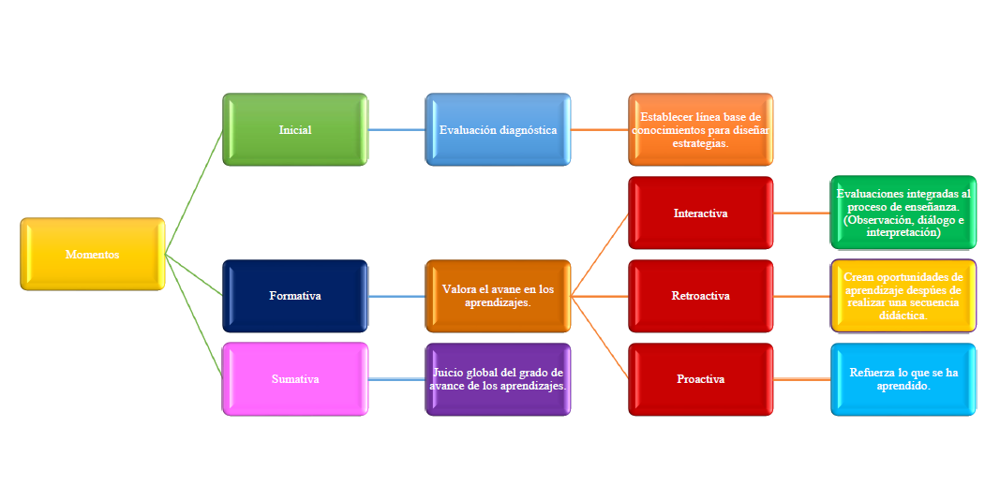 Momentos
Inicial
Evaluación diagnóstica
Establecer línea base de
conocimientos para diseñar
estrategias.
Formativa
Valora el avane en los
aprendizajes.
Interactiva
Evaluaciones integradas al
proceso de enseñanza.
(Observación, diálogo e
interpretación)
Retroactiva
Crean oportunidades de
aprendizaje despúes de
realizar una secuencia
didáctica.
Proactiva
Refuerza lo que se ha
aprendido.
Sumativa
Juicio global del grado de
avance de los aprendizajes.